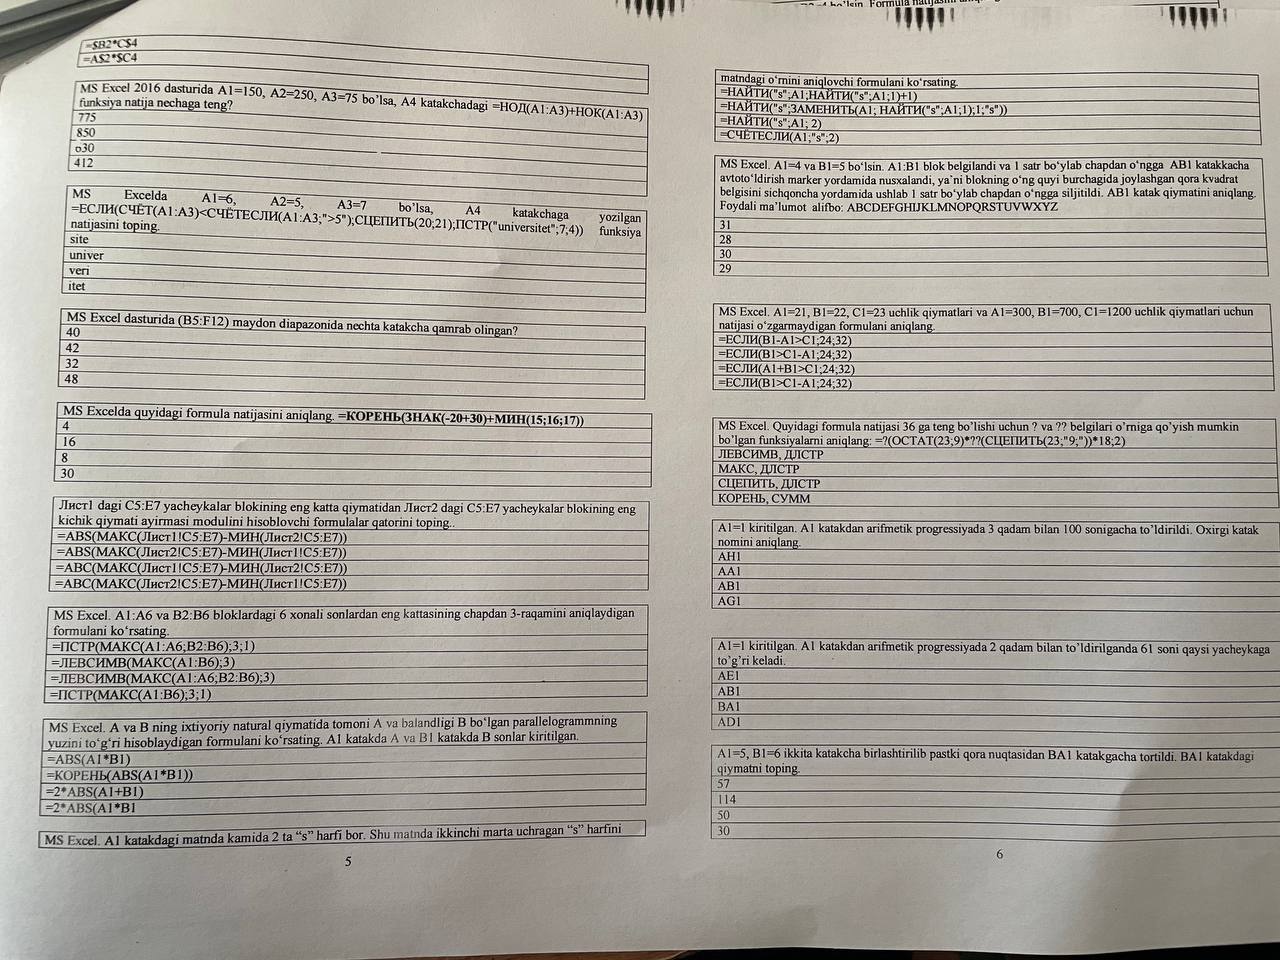 =$B2*C$4
=A$2*$C4
MS Excel 2016 dasturida A1=150, A2=250, A3=75 bo'lsa, A4 katakchadagi =НОД(A1:A3)+НОК(A1:A3)
funksiya natija nechaga teng?
775
850
630
412
MS Excelda A1=6, A2=5, A3=7 bo'lsa, A4 katakchaga yozilgan
=ЕСЛИ(СЧЁТ(A1:A3)<СЧЁТЕСЛИ(A1:A3;">5");СЦЕПИТЬ(20;21);ПСТР("universitet";7;4)) funksiya
natijasini toping.
site
univer
veri
itet
MS Excel dasturida (B5:F12) maydon diapazonida nechta katakcha qamrab olingan?
40
42
32
48
MS Excelda quyidagi formula natijasini aniqlang. =КОРЕНЬ(ЗНАК(-20+30)+МИН(15;16;17))
4
16
8
30
Лист1 dagi C5:E7 yacheykalar blokining eng katta qiymatidan Лист2 dagi C5:E7 yacheykalar blokining eng
kichik qiymati ayirmasi modulini hisoblovchi formulalar qatorini toping..
=ABS(МАКС(Лист1!C5:E7)-МИН(Лист2!C5:E7))
=ABS(МАКС(Лист2!C5:E7)-МИН(Лист1!C5:E7))
=ABC(МАКС(Лист1!C5:E7)-МИН(Лист2!C5:E7))
=ABC(МАКС(Лист2!C5:E7)-МИН(Лист1!C5:E7))
MS Excel. A1:A6 va B2:B6 bloklardagi 6 xonali sonlardan eng kattasining chapdan 3-raqamini aniqlaydigan
formulani ko'rsating.
=ПСТР(МАКС(A1:A6;B2:B6);3;1)
=ЛЕВСИМВ(МАКС(A1:B6);3)
=ЛЕВСИМВ(МАКС(A1:A6;B2:B6);3)
=ПСТР(МАКС(A1:B6);3;1)
MS Excel. A va B ning ixtiyoriy natural qiymatida tomoni A va balandligi B bo'lgan parallelogrammning
yuzini to'g'ri hisoblaydigan formulani ko'rsating. A1 katakda A va B1 katakda B sonlar kiritilgan.
=ABS(A1*B1)
=КОРЕНЬ(ABS(A1*B1))
=2*ABS(A1+B1)
=2*ABS(A1*B1
MS Excel. A1 katakdagi matnda kamida 2 ta “s” harfi bor. Shu matnda ikkinchi marta uchragan “s” harfini
5
matndagi o'rnini aniqlovchi formulani ko'rsating.
=НАЙТИ("s";A1;НАЙТИ("s";A1;1)+1)
=НАЙТИ("s";ЗАМЕНИТЬ(A1; НАЙТИ("s";A1;1);1;"s"))
=НАЙТИ("s";A1; 2)
=СЧЁТЕСЛИ(A1;"s";2)
MS Excel. A1=4 va B1=5 bo'lsin. A1:B1 blok belgilandi va 1 satr bo'ylab chapdan o'ngga AB1 katakkacha
avtoto'ldirish marker yordamida nusxalandi, ya'ni blokning o'ng quyi burchagida joylashgan qora kvadrat
belgisini sichqoncha yordamida ushlab 1 satr bo'ylab chapdan o'ngga siljitildi. AB1 katak qiymatini aniqlang.
Foydali ma'lumot alifbo: ABCDEFGHIJKLMNOPQRSTUVWXYZ
31
28
30
29
MS Excel. A1=21, B1=22, C1=23 uchlik qiymatlari va A1=300, B1=700, C1=1200 uchlik qiymatlari uchun
natijasi o'zgarmaydigan formulani aniqlang.
=ЕСЛИ(B1-A1>C1;24;32)
=ЕСЛИ(B1>C1-A1;24;32)
=ЕСЛИ(A1+B1>C1;24;32)
=ЕСЛИ(B1>C1-A1;24;32)
MS Excel. Quyidagi formula natijasi 36 ga teng bo'lishi uchun ? va ?? belgilari o'rniga qo'yish mumkin
bo'lgan funksiyalarni aniqlang: =?(ОСТАТ(23;9)*??(СЦЕПИТЬ(23;"9;"))*18;2)
ЛЕВСИМВ, ДЛСТР
МАКС, ДЛСТР
СЦЕПИТЬ, ДЛСТР
КОРЕНЬ, СУММ
A1=1 kiritilgan. A1 katakdan arifmetik progressiyada 3 qadam bilan 100 sonigacha to'ldirildi. Oxirgi katak
nomini aniqlang.
AH1
AA1
AB1
AG1
A1=1 kiritilgan. A1 katakdan arifmetik progressiyada 2 qadam bilan to'ldirilganda 61 soni qaysi yacheykaga
to'g'ri keladi.
AE1
AB1
BA1
AD1
A1=5, B1=6 ikkita katakcha birlashtirilib pastki qora nuqtasidan BA1 katakgacha tortildi. BA1 katakdagi
qiymatni toping.
57
114
50
30
6